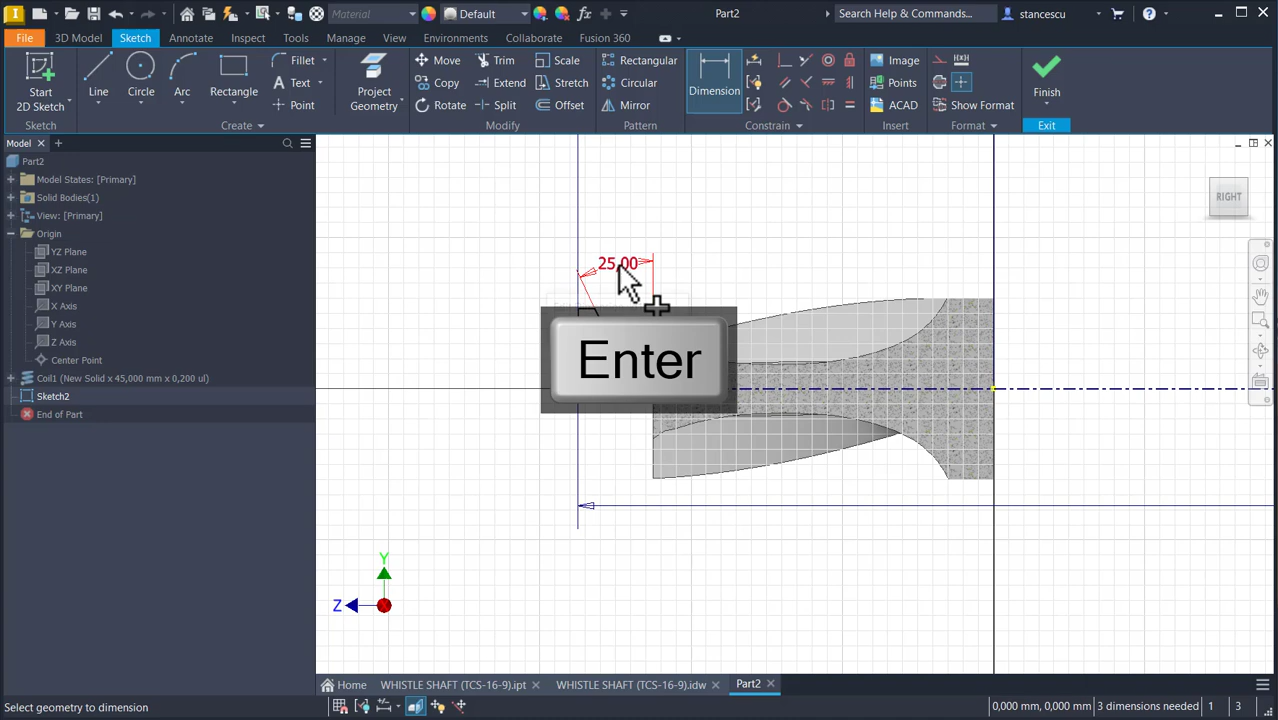 Material
Default
Part2
Search Help & Commands...
stancescu
File
3D Model
Sketch
Annotate
Inspect
Tools
Manage
View
Environments
Collaborate
Fusion 360
Start
2D Sketch
Line
Circle
Arc
Rectangle
Fillet
Text
Point
Project
Geometry
Move
Copy
Rotate
Trim
Extend
Split
Scale
Stretch
Offset
Rectangular
Circular
Mirror
Dimension
Image
Points
ACAD
Show Format
Finish
Sketch
Create
Modify
Pattern
Constrain
Insert
Format
Exit
Model
Part2
Model States: [Primary]
Solid Bodies(1)
View: [Primary]
Origin
YZ Plane
XZ Plane
XY Plane
X Axis
Y Axis
Z Axis
Center Point
Coil1 (New Solid x 45,000 mm x 0,200 ul)
Sketch2
End of Part
RIGHT
25,00
Enter
Y
Z
Home
WHISTLE SHAFT (TCS-16-9).ipt
WHISTLE SHAFT (TCS-16-9).idw
Part2
Select geometry to dimension
0,000 mm, 0,000 mm
3 dimensions needed
1
3